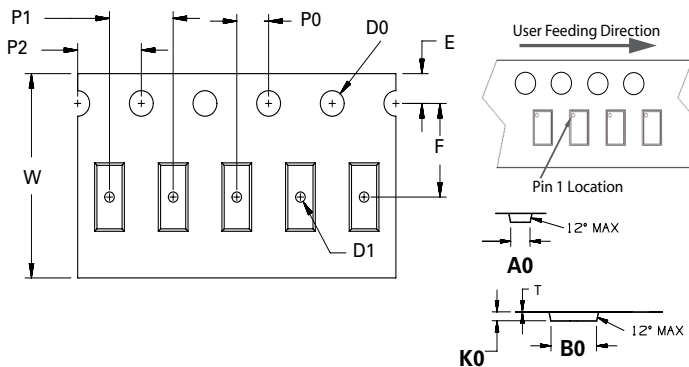 P1
P0
D0
P2
E
User Feeding Direction
F
W
Pin 1 Location
D1
12° MAX
A0
T
12° MAX
K0
B0